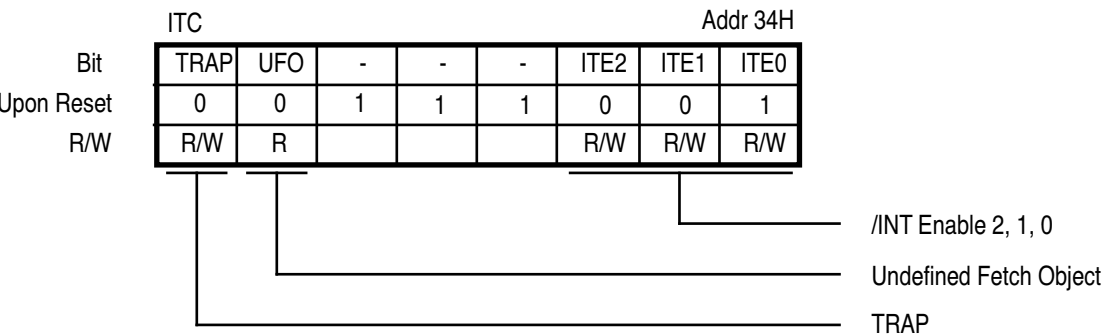 ITC Addr 34H
Bit TRAP UFO - - - ITE2 ITE1 ITE0
Upon Reset 0 0 1 1 1 0 0 1
R/W R/W R R/W R/W R/W
/INT Enable 2, 1, 0
Undefined Fetch Object
TRAP